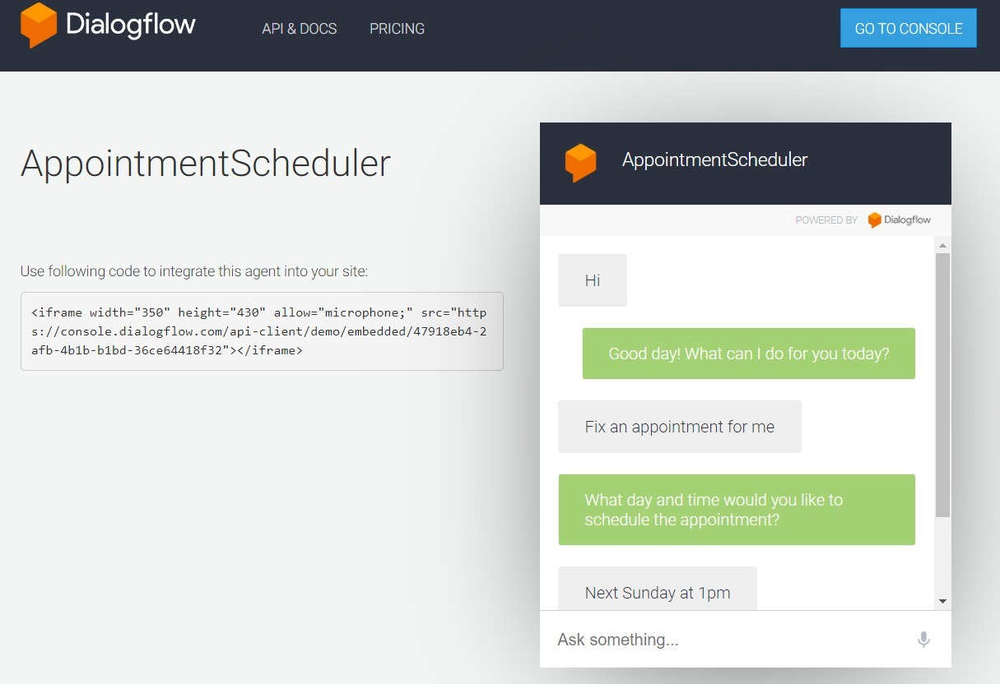 Dialogflow
API & DOCS
PRICING
GO TO CONSOLE
AppointmentScheduler
Use following code to integrate this agent into your site:
<iframe width="350" height="430" allow="microphone;" src="http
s://console.dialogflow.com/api-client/demo/embedded/47918eb4-2
afb-4b1b-b1bd-36ce64418f32"></iframe>
AppointmentScheduler
POWERED BY Dialogflow
Hi
Good day! What can I do for you today?
Fix an appointment for me
What day and time would you like to
schedule the appointment?
Next Sunday at 1pm
Ask something...